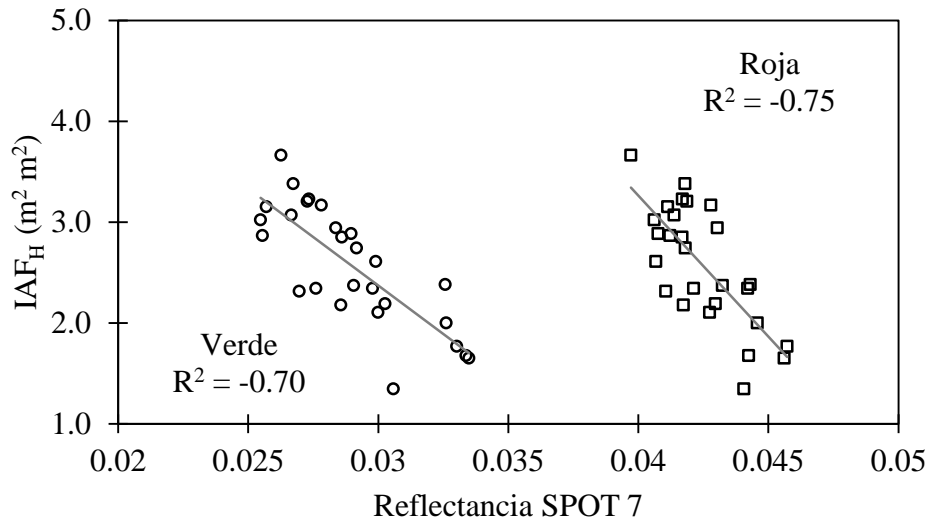 5.0
Roja
R² = -0.75
4.0
IAF_H (m² m²)
3.0
2.0
Verde
R² = -0.70
1.0
0.02 0.025 0.03 0.035 0.04 0.045 0.05
Reflectancia SPOT 7